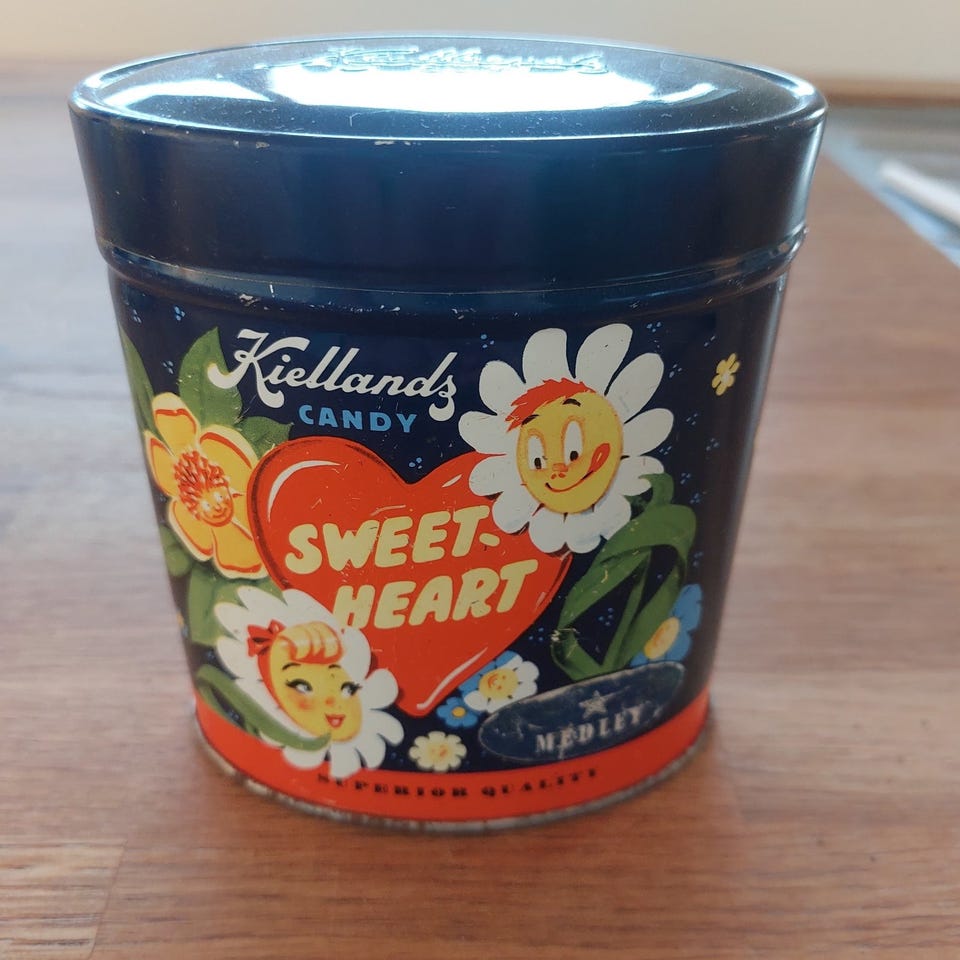 Kiellands
CANDY
SWEET-
HEART
MEDLEY
SUPERIOR QUALITY